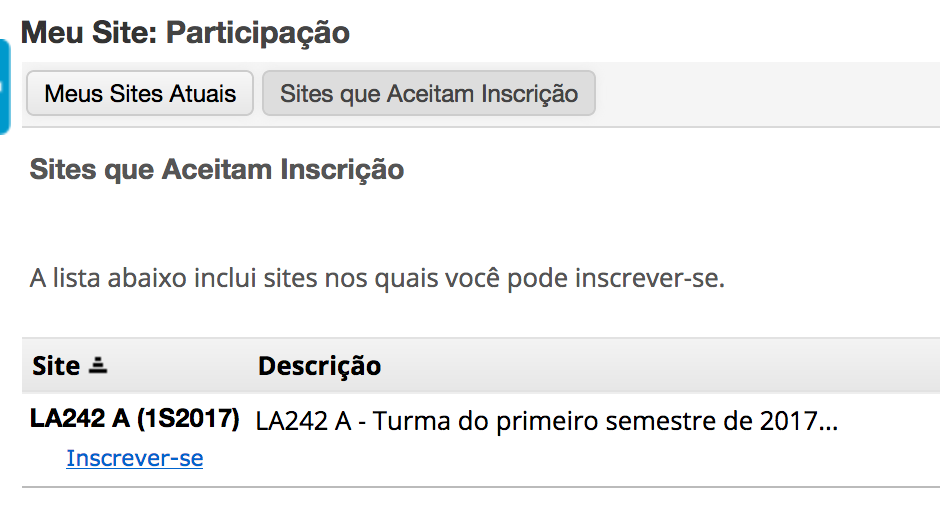 Meu Site: Participação
Meus Sites Atuais Sites que Aceitam Inscrição
Sites que Aceitam Inscrição
A lista abaixo inclui sites nos quais você pode inscrever-se.
Site Descrição
LA242 A (1S2017) LA242 A - Turma do primeiro semestre de 2017...
Inscrever-se